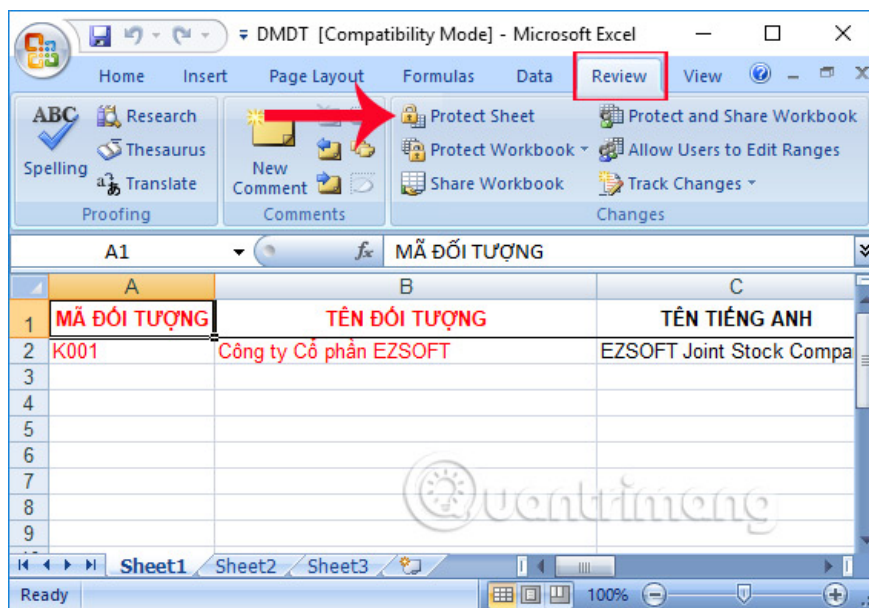 DMDT [Compatibility Mode] - Microsoft Excel
Home Insert Page Layout Formulas Data Review View
ABC Research Protect Sheet Protect and Share Workbook
Spelling Thesaurus New Comment Protect Workbook Allow Users to Edit Ranges
Translate Share Workbook Track Changes
Proofing Comments Changes
A1 fx MÃ ĐỐI TƯỢNG
A B C
1 MÃ ĐỐI TƯỢNG TÊN ĐỐI TƯỢNG TÊN TIẾNG ANH
2 K001 Công ty Cổ phần EZSOFT EZSOFT Joint Stock Compa
3
4
5
6
7
8
9
Quantrimang
Sheet1 Sheet2 Sheet3
Ready 100%